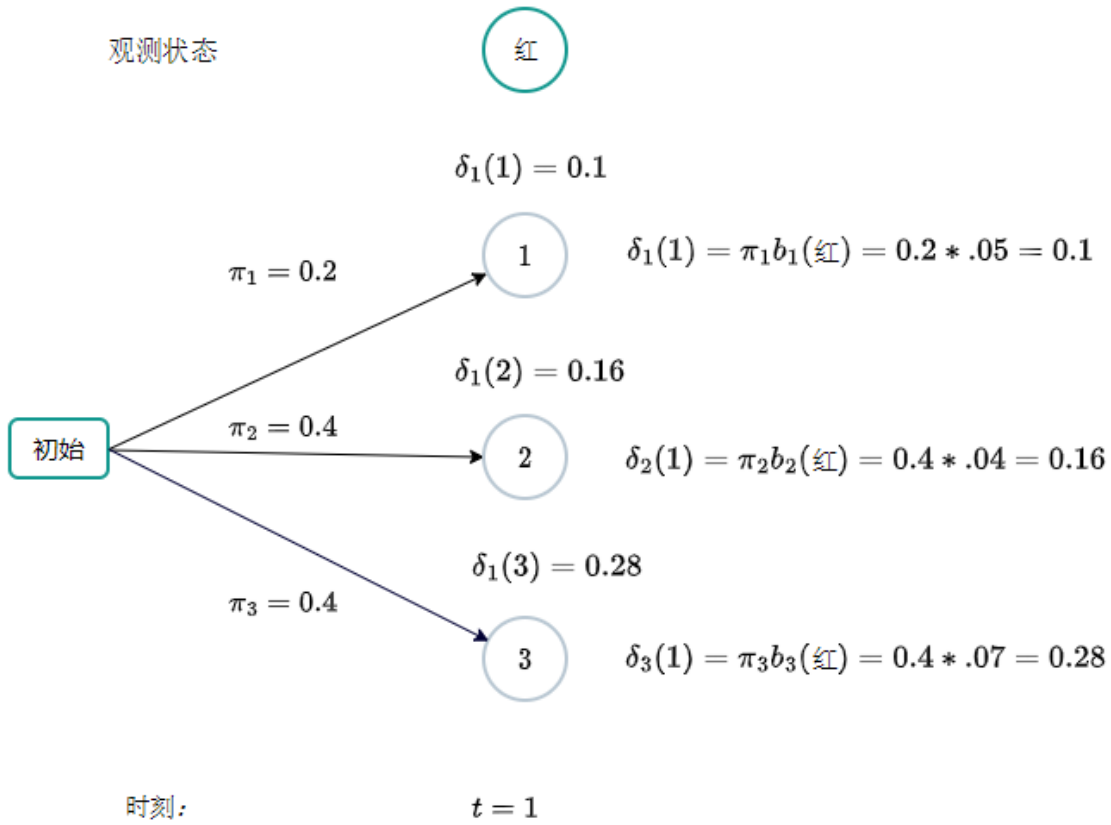 观测状态
红
δ₁(1) = 0.1
π₁ = 0.2
1
δ₁(1) = π₁b₁(红) = 0.2 * .05 = 0.1
δ₁(2) = 0.16
初始
π₂ = 0.4
2
δ₂(1) = π₂b₂(红) = 0.4 * .04 = 0.16
δ₁(3) = 0.28
π₃ = 0.4
3
δ₃(1) = π₃b₃(红) = 0.4 * .07 = 0.28
时刻:
t = 1